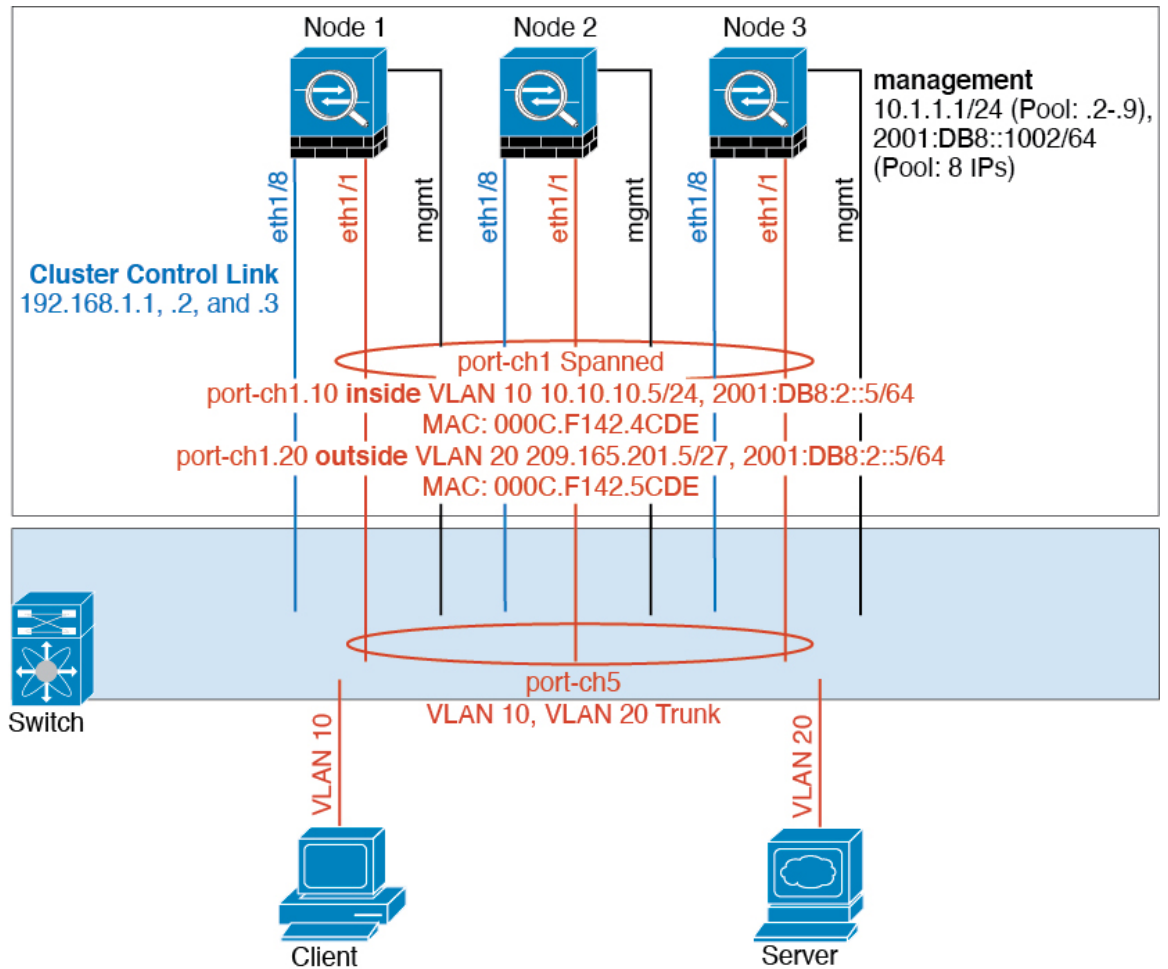 Node 1
Node 2
Node 3
management
10.1.1.1/24 (Pool: .2-.9),
2001:DB8::1002/64
(Pool: 8 IPs)
eth1/8
eth1/1
mgmt
eth1/8
eth1/1
mgmt
eth1/8
eth1/1
mgmt
Cluster Control Link
192.168.1.1, .2, and .3
port-ch1 Spanned
port-ch1.10 inside VLAN 10 10.10.10.5/24, 2001:DB8:2::5/64
MAC: 000C.F142.4CDE
port-ch1.20 outside VLAN 20 209.165.201.5/27, 2001:DB8:2::5/64
MAC: 000C.F142.5CDE
Switch
port-ch5
VLAN 10, VLAN 20 Trunk
VLAN 10
VLAN 20
Client
Server